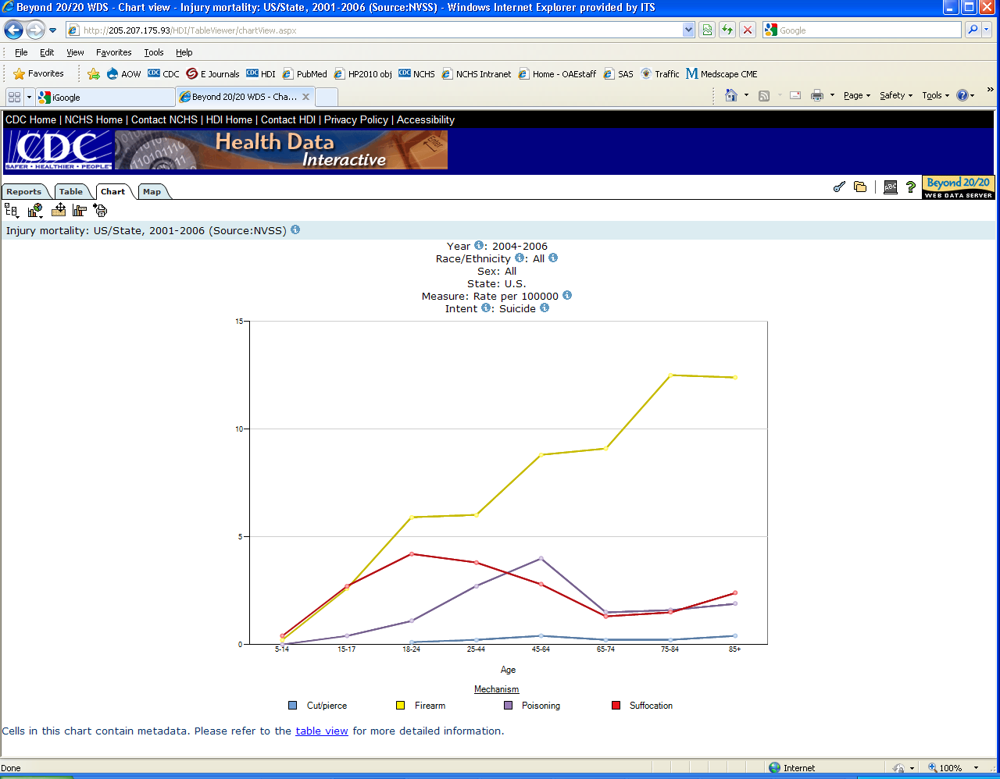 Beyond 20/20 WDS - Chart view - Injury mortality: US/State, 2001-2006 (Source:NVSS) - Windows Internet Explorer provided by ITS
http://205.207.175.93/HDI/TableViewer/chartView.aspx
Google
File Edit View Favorites Tools Help
Favorites AOW CDC CDC E Journals CDC HDI PubMed HP2010 obj CDC NCHS NCHS Intranet Home - OAEstaff SAS Traffic M Medscape CME
iGoogle Beyond 20/20 WDS - Cha... Page Safety Tools
CDC Home | NCHS Home | Contact NCHS | HDI Home | Contact HDI | Privacy Policy | Accessibility
CDC
SAFER • HEALTHIER • PEOPLE
Health Data
Interactive
Enter
Reports Table Chart Map
ABC
Beyond 20/20
WEB DATA SERVER
Injury mortality: US/State, 2001-2006 (Source:NVSS)
Year : 2004-2006
Race/Ethnicity : All
Sex: All
State: U.S.
Measure: Rate per 100000
Intent : Suicide
15
10
5
0
5-14 15-17 18-24 25-44 45-64 65-74 75-84 85+
Age
Mechanism
Cut/pierce Firearm Poisoning Suffocation
Cells in this chart contain metadata. Please refer to the table view for more detailed information.
Done Internet 100%